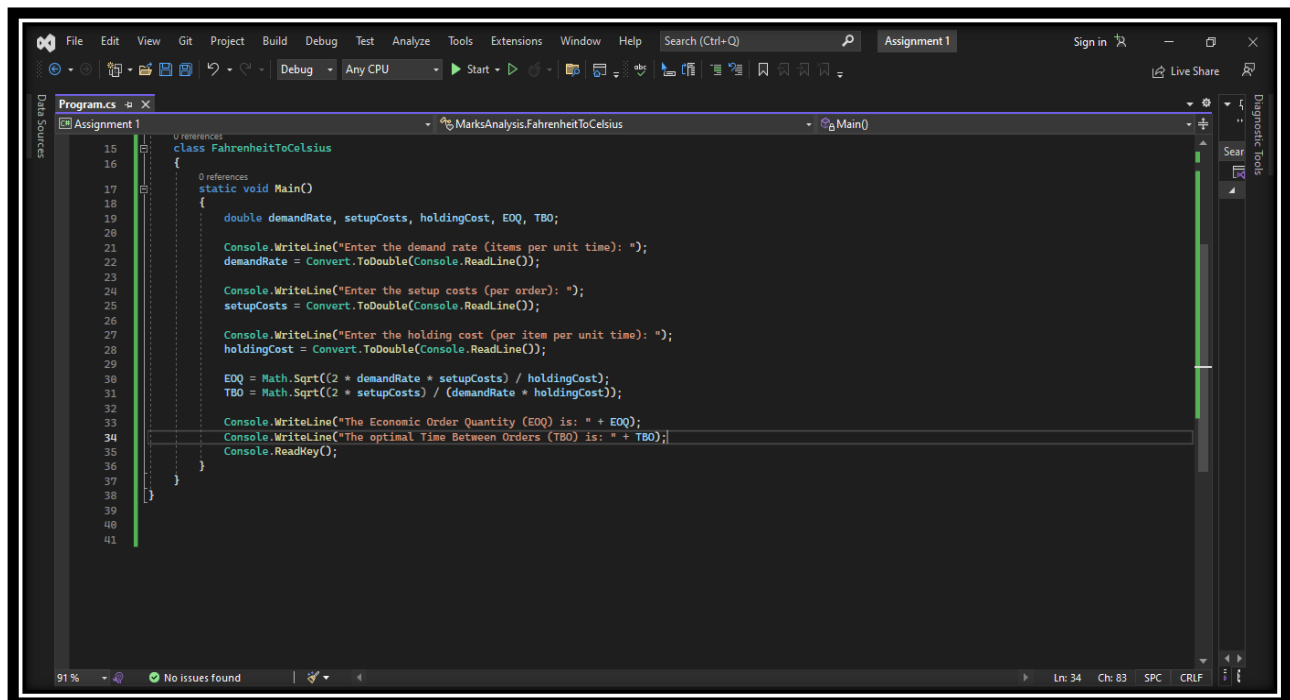 File Edit View Git Project Build Debug Test Analyze Tools Extensions Window Help Search (Ctrl+Q) Assignment 1 Sign in
Debug Any CPU Start Live Share
Data Sources
Program.cs
Diagnostic Tools
Assignment 1 MarksAnalysis.FahrenheitToCelsius Main()
Sear
0 references
15 class FahrenheitToCelsius
16 {
0 references
17 static void Main()
18 {
19 double demandRate, setupCosts, holdingCost, EOQ, TBO;
20
21 Console.WriteLine("Enter the demand rate (items per unit time): ");
22 demandRate = Convert.ToDouble(Console.ReadLine());
23
24 Console.WriteLine("Enter the setup costs (per order): ");
25 setupCosts = Convert.ToDouble(Console.ReadLine());
26
27 Console.WriteLine("Enter the holding cost (per item per unit time): ");
28 holdingCost = Convert.ToDouble(Console.ReadLine());
29
30 EOQ = Math.Sqrt((2 * demandRate * setupCosts) / holdingCost);
31 TBO = Math.Sqrt((2 * setupCosts) / (demandRate * holdingCost));
32
33 Console.WriteLine("The Economic Order Quantity (EOQ) is: " + EOQ);
34 Console.WriteLine("The optimal Time Between Orders (TBO) is: " + TBO);
35 Console.ReadKey();
36 }
37 }
38 }
39
40
41
91 % No issues found Ln: 34 Ch: 83 SPC CRLF